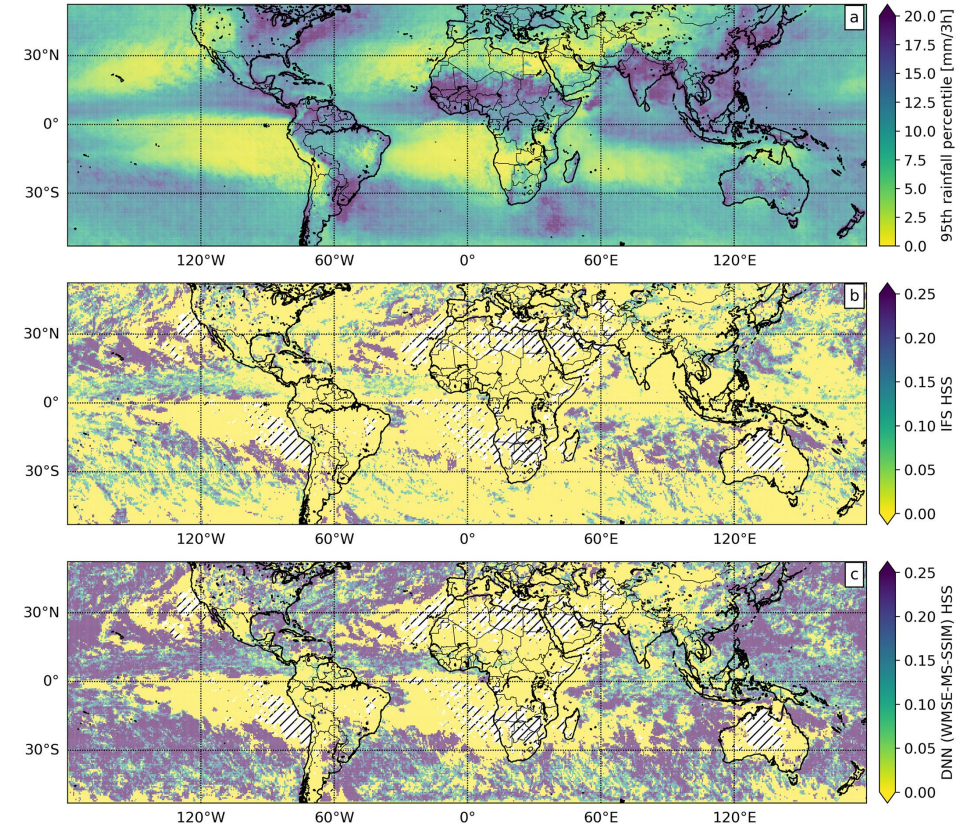 a
30°N
0°
30°S
120°W 60°W 0° 60°E 120°E
20.0
17.5
15.0
12.5
10.0
7.5
5.0
2.5
0.0
95th rainfall percentile [mm/3h]
b
30°N
0°
30°S
120°W 60°W 0° 60°E 120°E
0.25
0.20
0.15
0.10
0.05
0.00
IFS HSS
c
30°N
0°
30°S
120°W 60°W 0° 60°E 120°E
0.25
0.20
0.15
0.10
0.05
0.00
DNN (WMSE-MS-SSIM) HSS